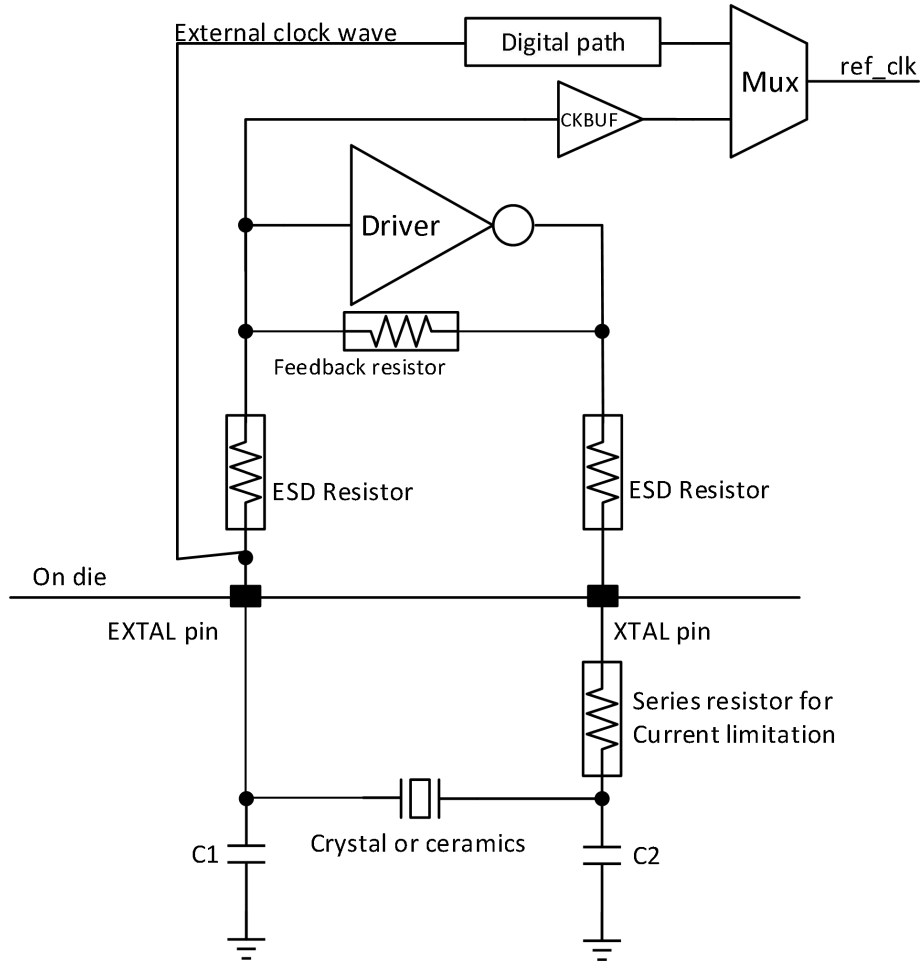 External clock wave
Digital path
Mux
ref_clk
CKBUF
Driver
Feedback resistor
ESD Resistor
ESD Resistor
On die
EXTAL pin
XTAL pin
Series resistor for
Current limitation
Crystal or ceramics
C1
C2